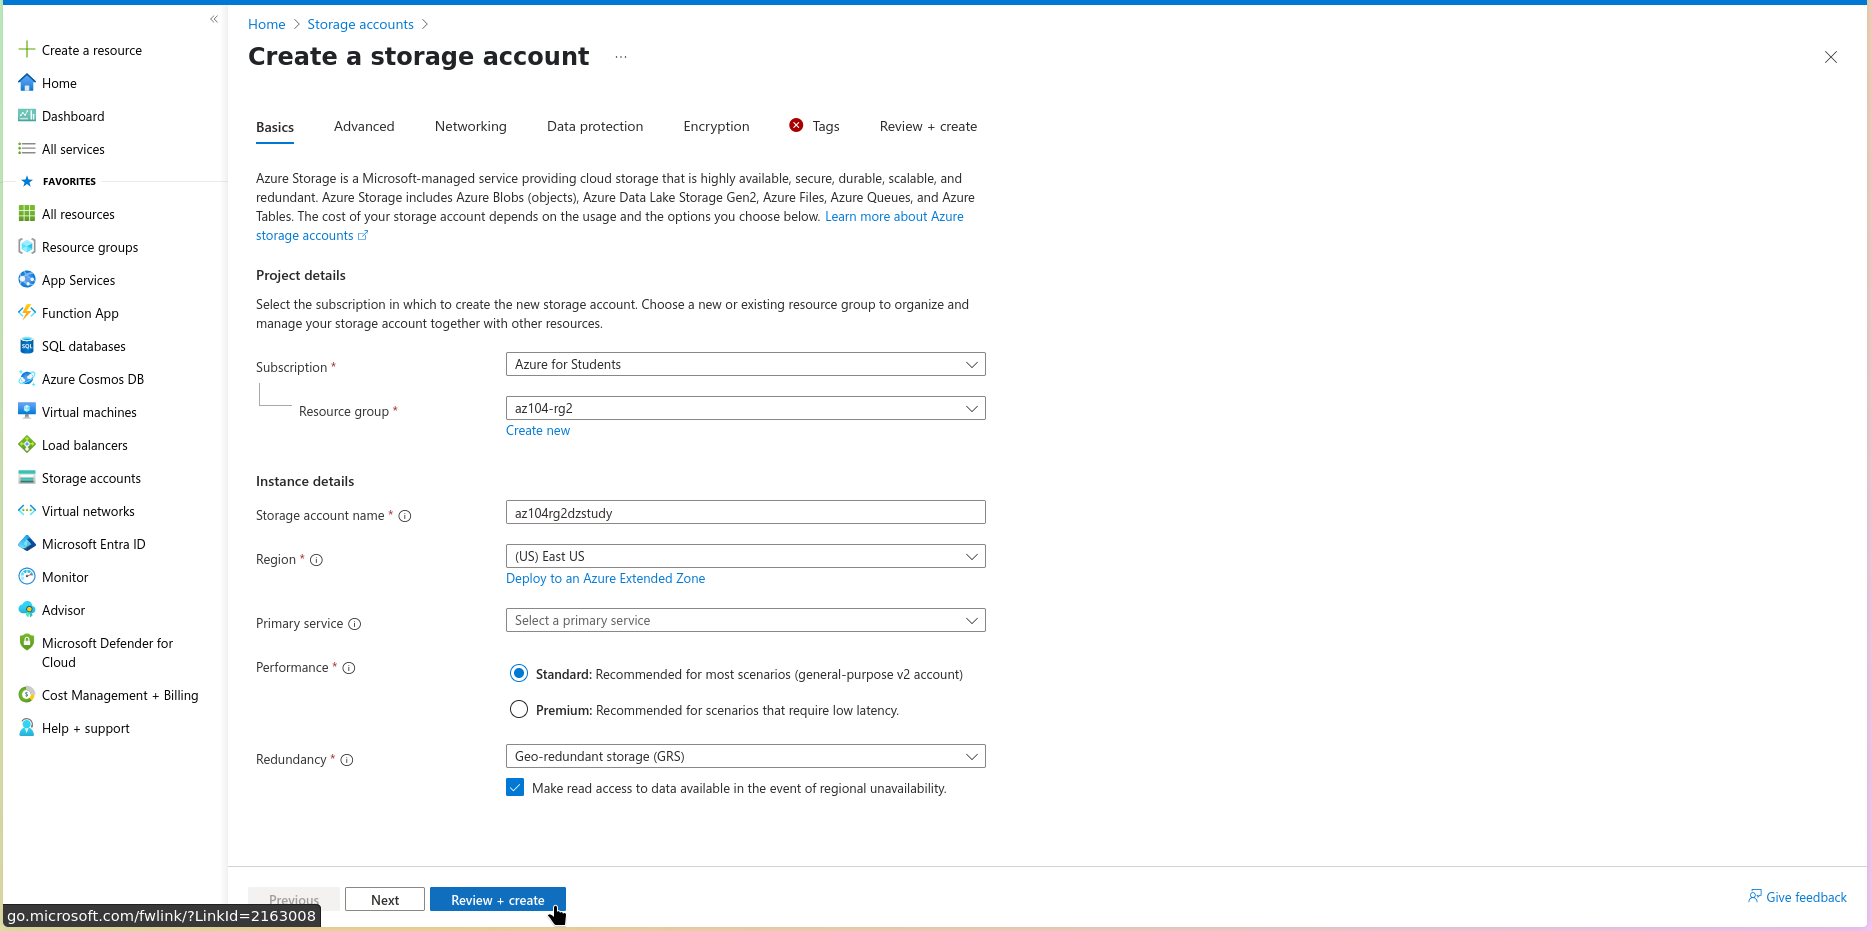 Home > Storage accounts >
Create a storage account ...
Create a resource
Home
Dashboard
All services
FAVORITES
All resources
Resource groups
App Services
Function App
SQL databases
Azure Cosmos DB
Virtual machines
Load balancers
Storage accounts
Virtual networks
Microsoft Entra ID
Monitor
Advisor
Microsoft Defender for
Cloud
Cost Management + Billing
Help + support
Basics Advanced Networking Data protection Encryption Tags Review + create
Azure Storage is a Microsoft-managed service providing cloud storage that is highly available, secure, durable, scalable, and
redundant. Azure Storage includes Azure Blobs (objects), Azure Data Lake Storage Gen2, Azure Files, Azure Queues, and Azure
Tables. The cost of your storage account depends on the usage and the options you choose below. Learn more about Azure
storage accounts
Project details
Select the subscription in which to create the new storage account. Choose a new or existing resource group to organize and
manage your storage account together with other resources.
Subscription * Azure for Students
Resource group * az104-rg2
Create new
Instance details
Storage account name * az104rg2dzstudy
Region * (US) East US
Deploy to an Azure Extended Zone
Primary service Select a primary service
Performance * Standard: Recommended for most scenarios (general-purpose v2 account)
Premium: Recommended for scenarios that require low latency.
Redundancy * Geo-redundant storage (GRS)
Make read access to data available in the event of regional unavailability.
Previous Next Review + create
Give feedback
go.microsoft.com/fwlink/?LinkId=2163008